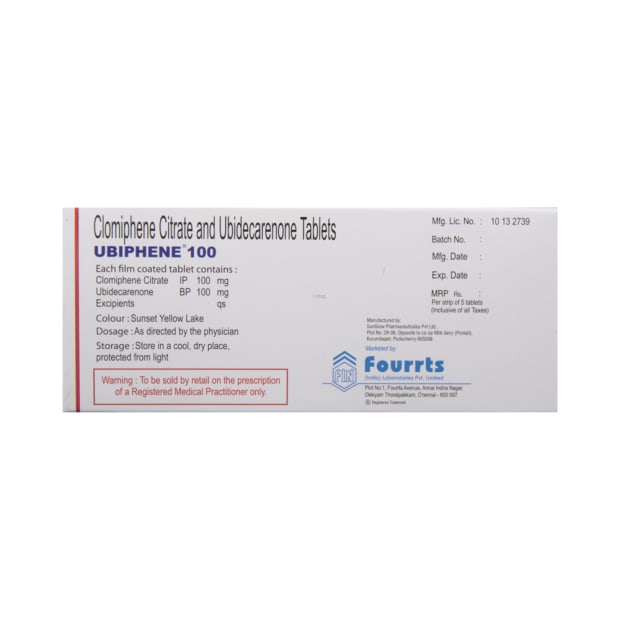 Clomiphene Citrate and Ubidecarenone Tablets
UBIPHENE® 100
Each film coated tablet contains :
Clomiphene Citrate IP 100 mg
Ubidecarenone BP 100 mg
Excipients qs
Colour : Sunset Yellow Lake
Dosage : As directed by the physician
Storage : Store in a cool, dry place,
protected from light
Warning : To be sold by retail on the prescription
of a Registered Medical Practitioner only.
Mfg. Lic. No. : 10 13 2739
Batch No. :
Mfg. Date :
Exp. Date :
MRP Rs. :
Per strip of 5 tablets
(Inclusive of all Taxes)
Manufactured by:
SunGlow Pharmaceuticals Pvt Ltd.,
Plot No: 29-38, Opposite to co-op Milk dairy (Pontait),
Kurumbapet, Puducherry-605009.
Marketed by:
FIN
Fourrts
(India) Laboratories Pvt. Limited
Plot No.1, Fourrts Avenue, Annai Indira Nagar,
Okkiyam Thoraipakkam, Chennai - 600 097.
® Registered Trademark